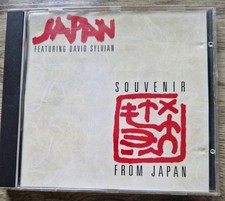 JAPAN
FEATURING DAVID SYLVIAN
SOUVENIR
FROM JAPAN